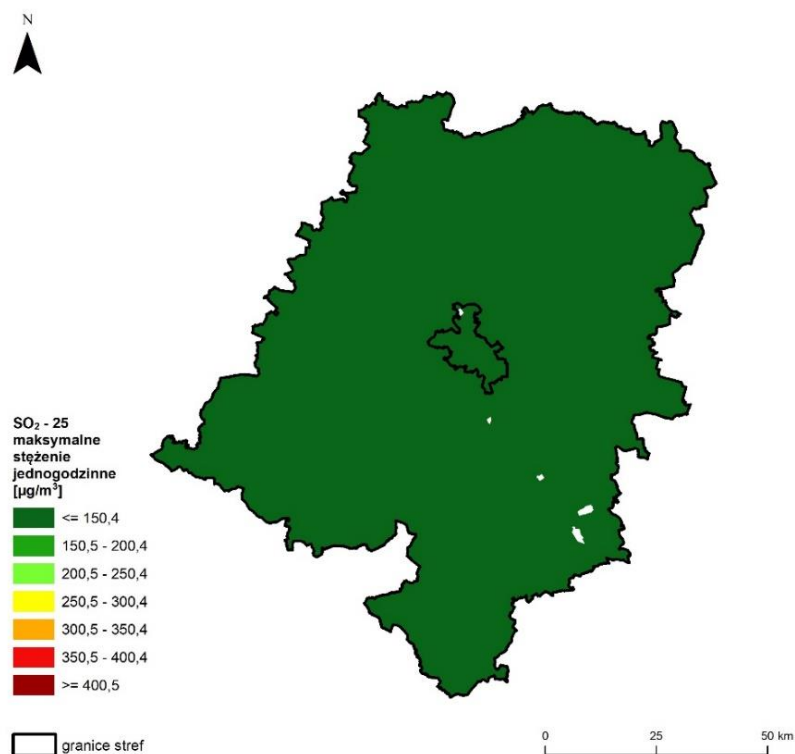 N
SO₂ - 25
maksymalne
stężenie
jednogodzinne
[µg/m³]
<= 150,4
150,5 - 200,4
200,5 - 250,4
250,5 - 300,4
300,5 - 350,4
350,5 - 400,4
>= 400,5
granice stref
0 25 50 km